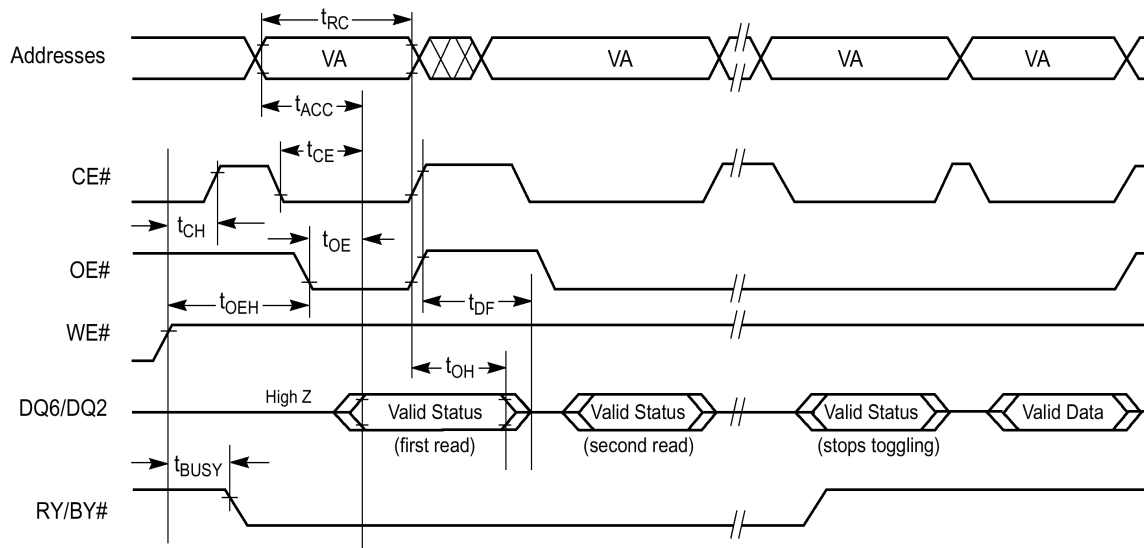 tRC
Addresses VA VA VA VA
tACC
tCE
CE#
tCH
tOE
OE#
tOEH
tDF
WE#
tOH
High Z
DQ6/DQ2 Valid Status Valid Status Valid Status Valid Data
(first read) (second read) (stops toggling)
tBUSY
RY/BY#